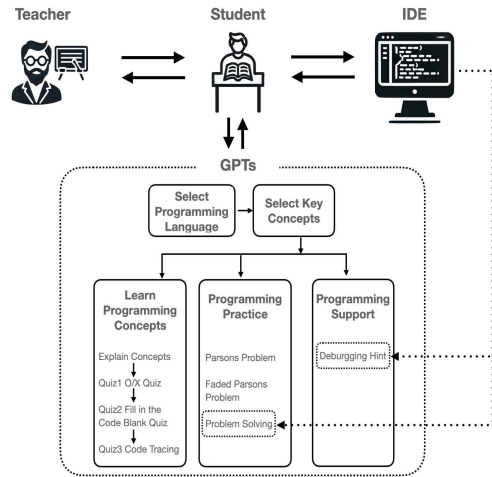 Teacher
Student
IDE
GPTs
Select
Programming
Language
Select Key
Concepts
Learn
Programming
Concepts
Explain Concepts
Quiz1 O/X Quiz
Quiz2 Fill in the
Code Blank Quiz
Quiz3 Code Tracing
Programming
Practice
Parsons Problem
Faded Parsons
Problem
Problem Solving
Programming
Support
Deburgging Hint